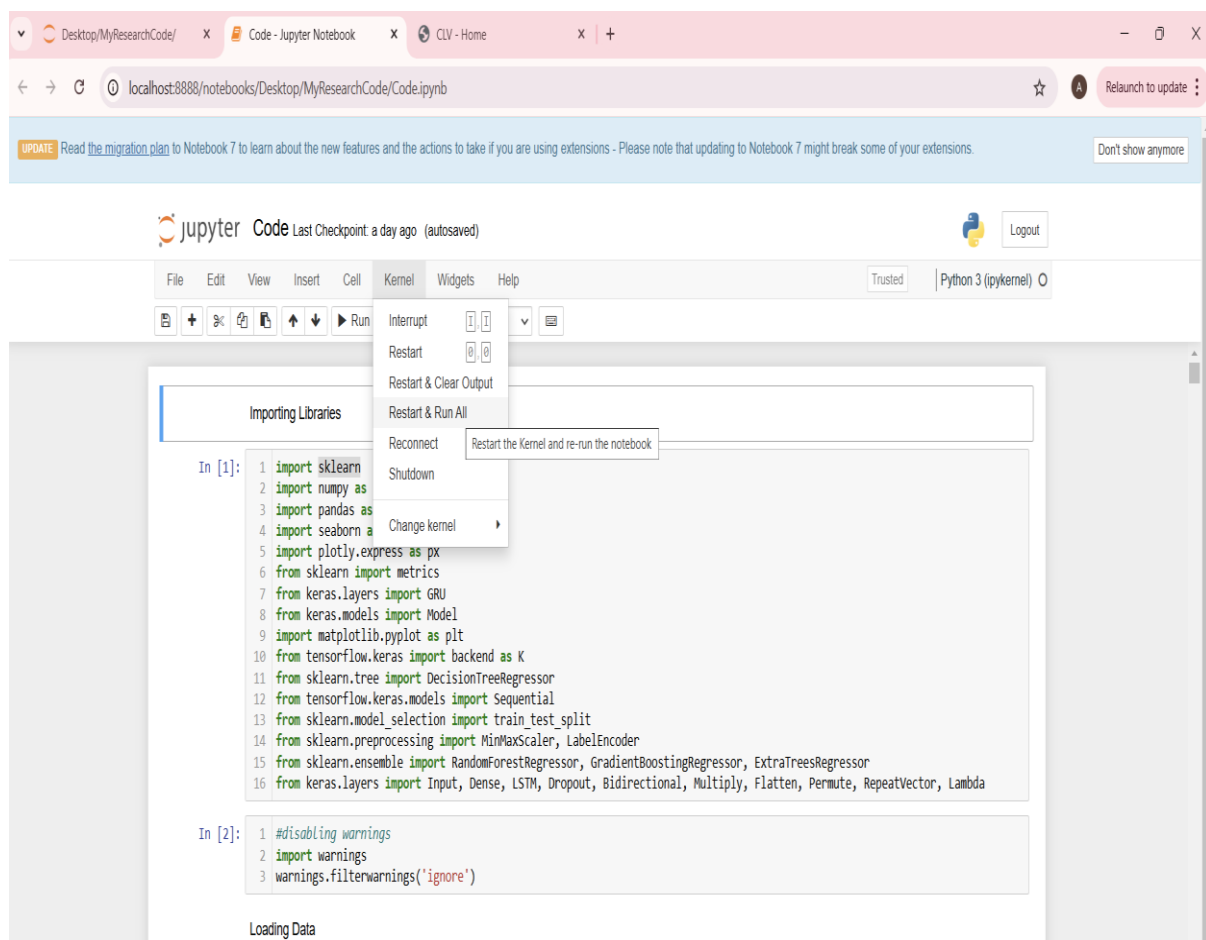 Desktop/MyResearchCode/ X Code - Jupyter Notebook X CLV - Home X +
localhost:8888/notebooks/Desktop/MyResearchCode/Code.ipynb A Relaunch to update
UPDATE Read the migration plan to Notebook 7 to learn about the new features and the actions to take if you are using extensions - Please note that updating to Notebook 7 might break some of your extensions. Don't show anymore
jupyter Code Last Checkpoint: a day ago (autosaved) Logout
File Edit View Insert Cell Kernel Widgets Help Trusted Python 3 (ipykernel)
Run
Interrupt I,I
Restart 0,0
Restart & Clear Output
Restart & Run All
Reconnect
Restart the Kernel and re-run the notebook
Shutdown
Change kernel
Importing Libraries
In [1]:
1 import sklearn
2 import numpy as
3 import pandas as
4 import seaborn a
5 import plotly.express as px
6 from sklearn import metrics
7 from keras.layers import GRU
8 from keras.models import Model
9 import matplotlib.pyplot as plt
10 from tensorflow.keras import backend as K
11 from sklearn.tree import DecisionTreeRegressor
12 from tensorflow.keras.models import Sequential
13 from sklearn.model_selection import train_test_split
14 from sklearn.preprocessing import MinMaxScaler, LabelEncoder
15 from sklearn.ensemble import RandomForestRegressor, GradientBoostingRegressor, ExtraTreesRegressor
16 from keras.layers import Input, Dense, LSTM, Dropout, Bidirectional, Multiply, Flatten, Permute, RepeatVector, Lambda
In [2]:
1 #disabling warnings
2 import warnings
3 warnings.filterwarnings('ignore')
Loading Data